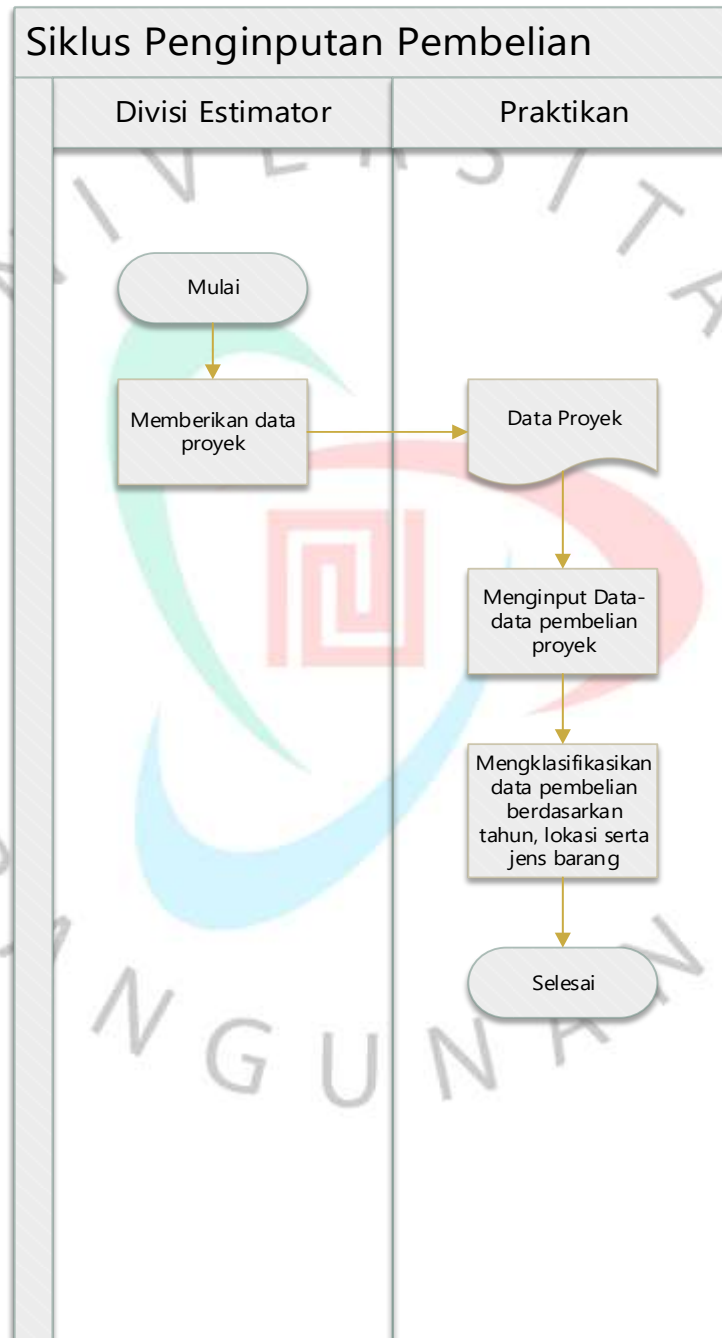 Siklus Penginputan Pembelian
Divisi Estimator
Praktikan
Mulai
Memberikan data
proyek
Data Proyek
Menginput Data-
data pembelian
proyek
Mengklasifikasikan
data pembelian
berdasarkan
tahun, lokasi serta
jens barang
Selesai